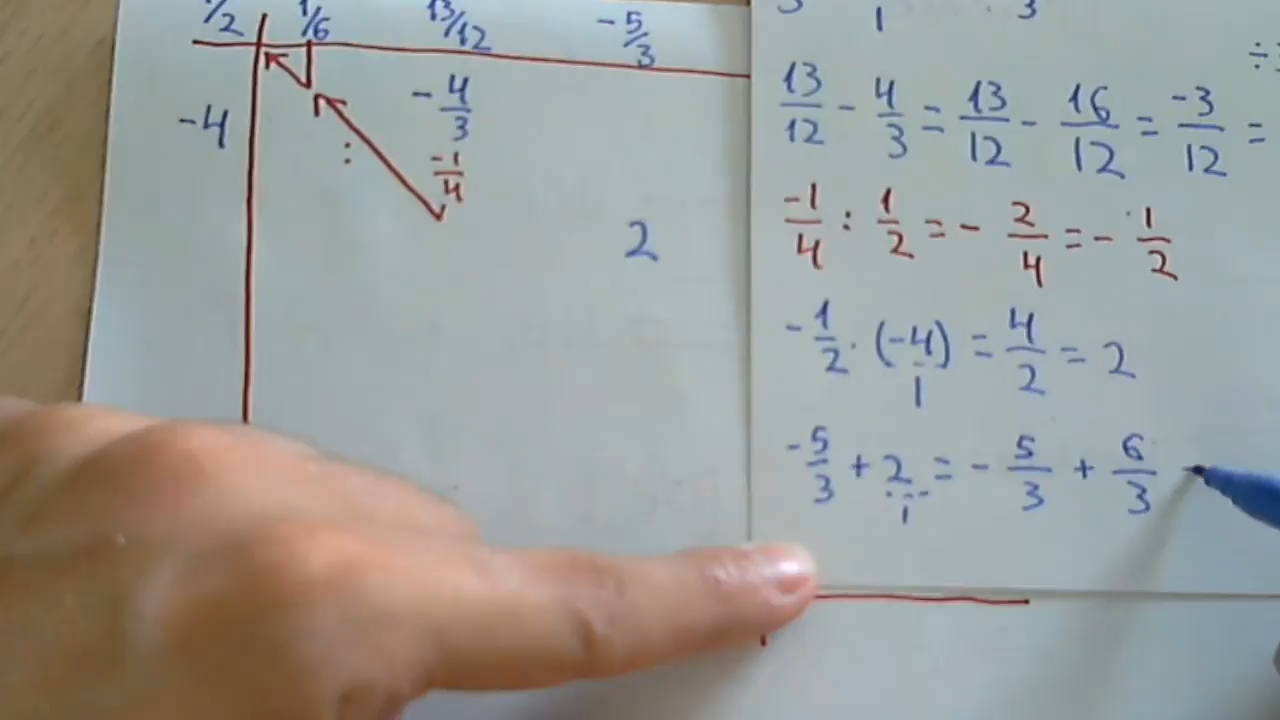 1/2 1/6 13/12 -5/3
-4 -4/3
: -1/4
2
1 3
13/12 - 4/3 = 13/12 - 16/12 = -3/12 =
-1/4 : 1/2 = - 2/4 = - 1/2
-1/2 · (-4)/1 = 4/2 = 2
-5/3 + 2/1 = - 5/3 + 6/3